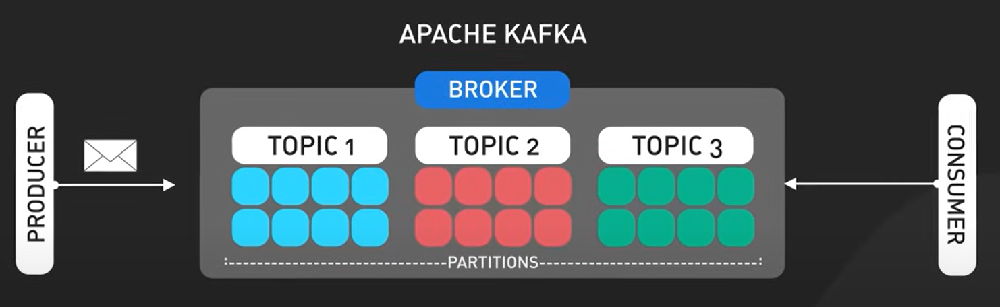 APACHE KAFKA
BROKER
PRODUCER
TOPIC 1
TOPIC 2
TOPIC 3
CONSUMER
PARTITIONS